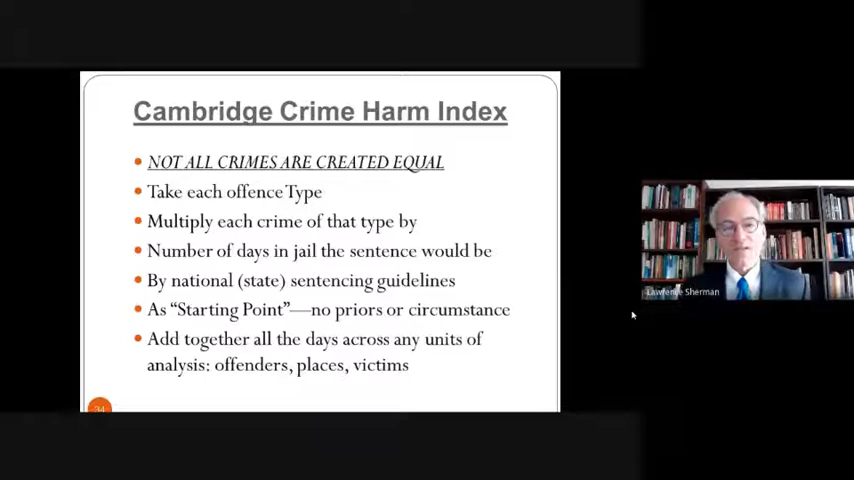 Cambridge Crime Harm Index
NOT ALL CRIMES ARE CREATED EQUAL
Take each offence Type
Multiply each crime of that type by
Number of days in jail the sentence would be
By national (state) sentencing guidelines
As “Starting Point”—no priors or circumstance
Add together all the days across any units of
analysis: offenders, places, victims
34
Lawrence Sherman